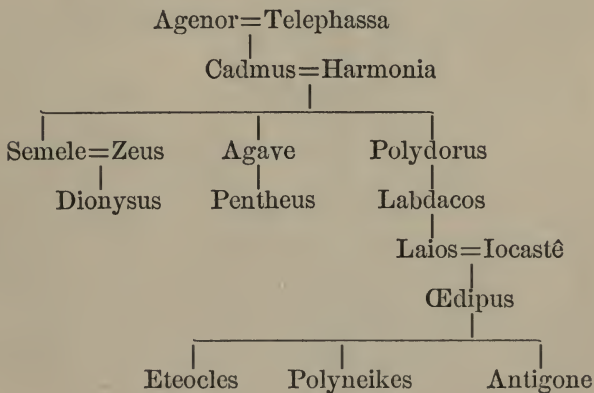 Agenor=Telephassa
Cadmus=Harmonia
Semele=Zeus Agave Polydorus
Dionysus Pentheus Labdacos
Laios=Iocastê
Œdipus
Eteocles Polyneikes Antigone